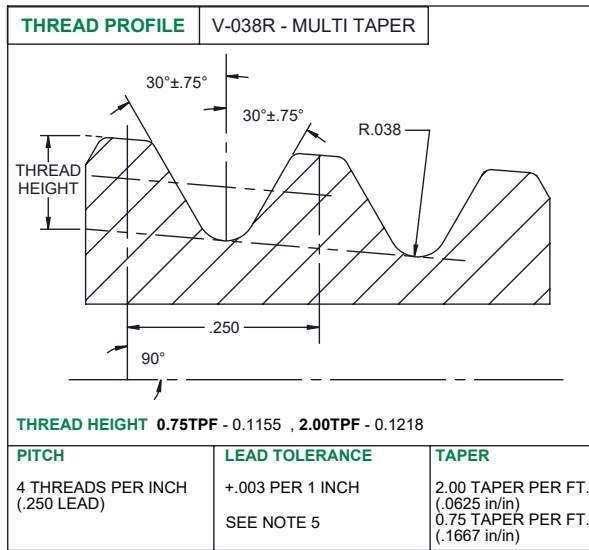 THREAD PROFILE
V-038R - MULTI TAPER
30°±.75°
30°±.75°
R.038
THREAD
HEIGHT
.250
90°
THREAD HEIGHT 0.75TPF - 0.1155 , 2.00TPF - 0.1218
PITCH
4 THREADS PER INCH
(.250 LEAD)
LEAD TOLERANCE
+.003 PER 1 INCH
SEE NOTE 5
TAPER
2.00 TAPER PER FT.
(.0625 in/in)
0.75 TAPER PER FT.
(.1667 in/in)